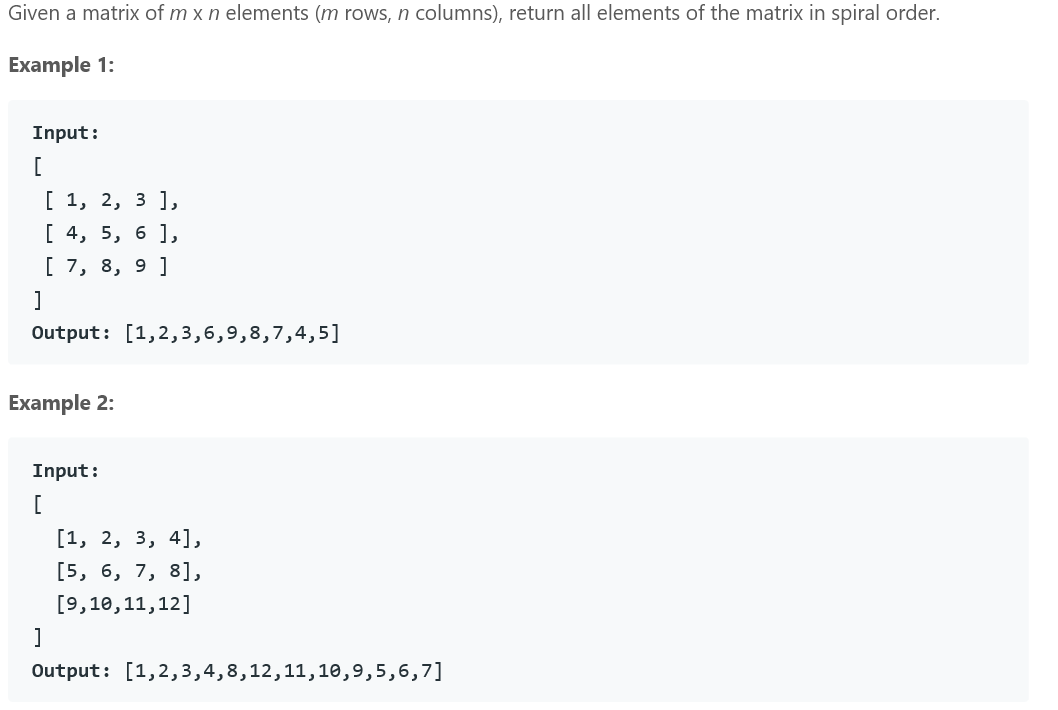 Given a matrix of m x n elements (m rows, n columns), return all elements of the matrix in spiral order.
Example 1:
Input:
[
 [ 1, 2, 3 ],
 [ 4, 5, 6 ],
 [ 7, 8, 9 ]
]
Output: [1,2,3,6,9,8,7,4,5]
Example 2:
Input:
[
  [1, 2, 3, 4],
  [5, 6, 7, 8],
  [9,10,11,12]
]
Output: [1,2,3,4,8,12,11,10,9,5,6,7]